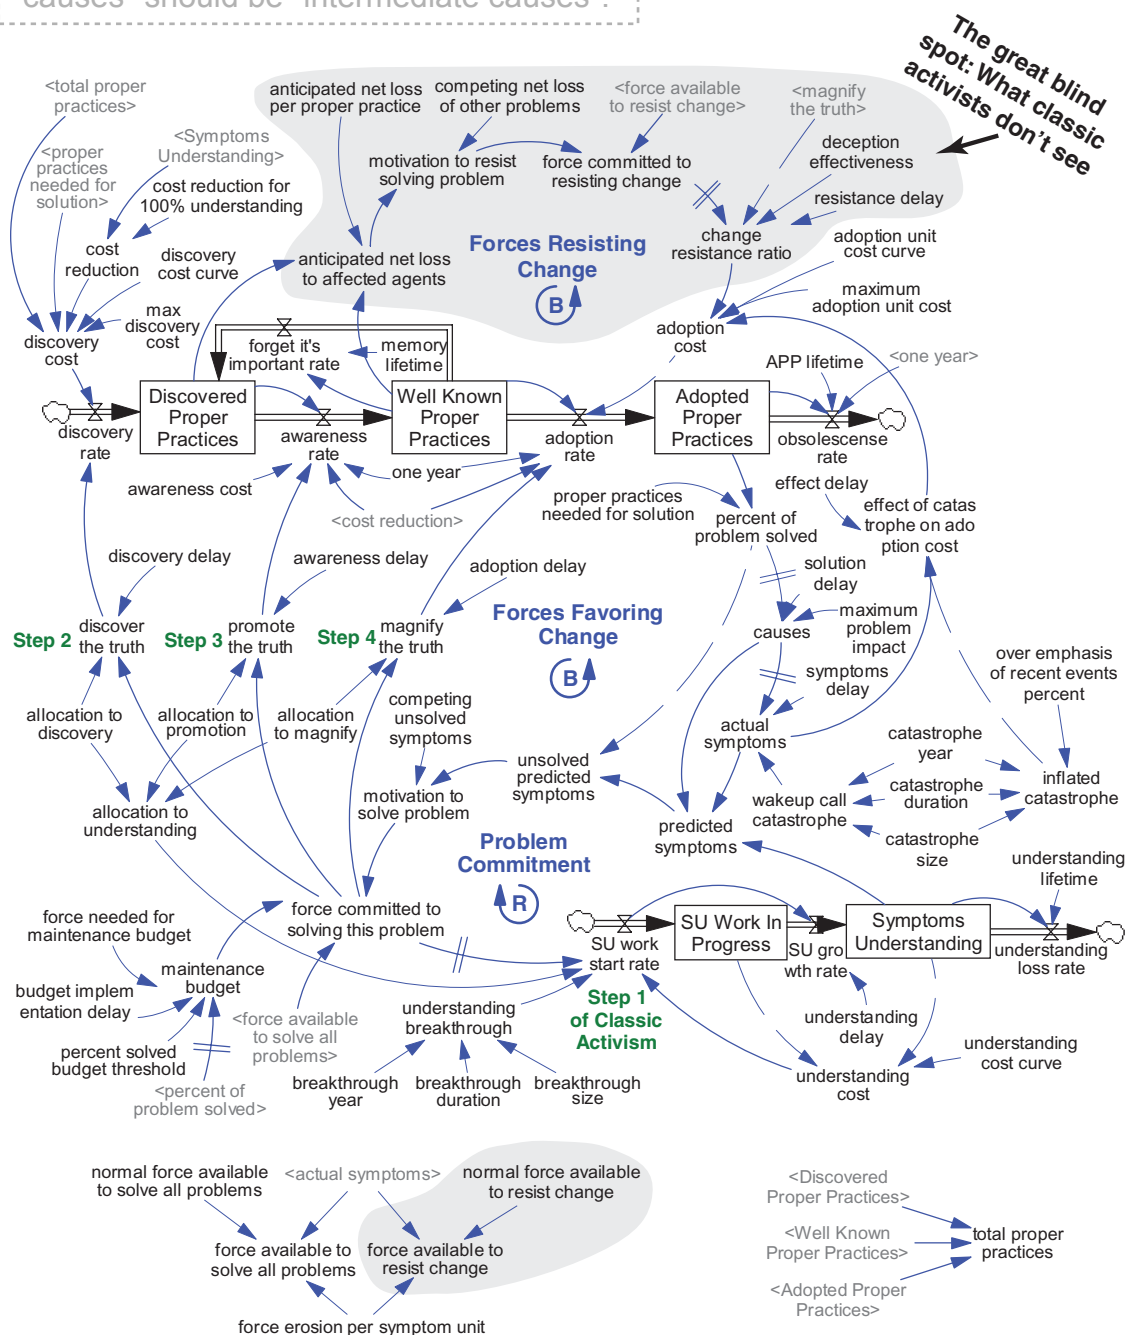 "causes" should be "intermediate causes".
The great blind
spot: What classic
activists don't see
<total proper
practices>
<proper
practices
needed for
solution>
<Symptoms
Understanding>
cost reduction for
100% understanding
cost
reduction
discovery
cost curve
max
discovery
cost
discovery
cost
anticipated net loss
per proper practice
competing net loss
of other problems
<force available
to resist change>
<magnify
the truth>
deception
effectiveness
motivation to resist
solving problem
force committed to
resisting change
resistance delay
change
resistance ratio
Forces Resisting
Change
B
anticipated net loss
to affected agents
adoption unit
cost curve
maximum
adoption unit cost
adoption
cost
forget it's
important rate
memory
lifetime
APP lifetime
<one year>
discovery
rate
Discovered
Proper
Practices
awareness
rate
Well Known
Proper
Practices
adoption
rate
Adopted
Proper
Practices
obsolescense
rate
awareness cost
one year
<cost reduction>
proper practices
needed for solution
percent of
problem solved
effect delay
effect of catas
trophe on ado
ption cost
discovery delay
awareness delay
adoption delay
solution
delay
Step 2
discover
the truth
Step 3
promote
the truth
Step 4
magnify
the truth
Forces Favoring
Change
B
causes
maximum
problem
impact
symptoms
delay
over emphasis
of recent events
percent
allocation to
discovery
allocation to
promotion
allocation
to magnify
competing
unsolved
symptoms
actual
symptoms
catastrophe
year
catastrophe
duration
catastrophe
size
inflated
catastrophe
wakeup call
catastrophe
unsolved
predicted
symptoms
motivation to
solve problem
allocation to
understanding
predicted
symptoms
Problem
Commitment
R
understanding
lifetime
force needed for
maintenance budget
force committed to
solving this problem
SU work
start rate
SU Work In
Progress
SU gro
wth rate
Symptoms
Understanding
understanding
loss rate
maintenance
budget
budget implem
entation delay
<force available
to solve all
problems>
understanding
breakthrough
Step 1
of Classic
Activism
understanding
delay
percent solved
budget threshold
<percent of
problem solved>
breakthrough
year
breakthrough
duration
breakthrough
size
understanding
cost
understanding
cost curve
normal force available
to solve all problems
<actual symptoms>
normal force available
to resist change
force available to
solve all problems
force available to
resist change
force erosion per symptom unit
<Discovered
Proper Practices>
<Well Known
Proper Practices>
<Adopted Proper
Practices>
total proper
practices